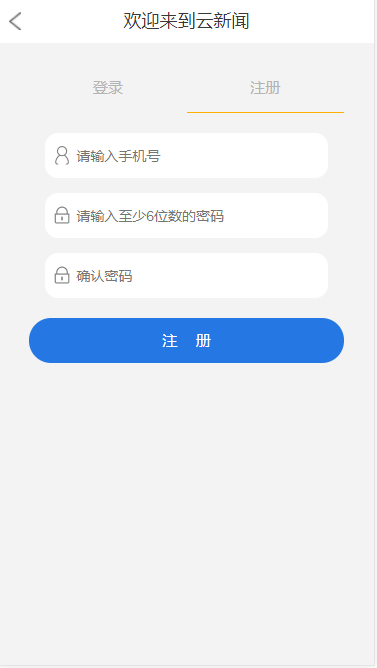 欢迎来到云新闻
登录 注册
请输入手机号
请输入至少6位数的密码
确认密码
注 册